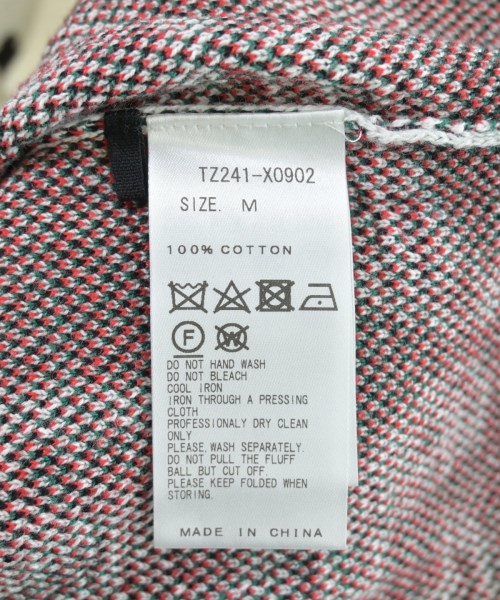 TZ241-X0902
SIZE. M
100% COTTON
F W
DO NOT HAND WASH
DO NOT BLEACH
COOL IRON
IRON THROUGH A PRESSING
CLOTH
PROFESSIONALLY DRY CLEAN
ONLY
PLEASE WASH SEPARATELY.
DO NOT PULL THE FLUFF
BALL BUT CUT OFF.
PLEASE KEEP FOLDED WHEN
STORING.
MADE IN CHINA